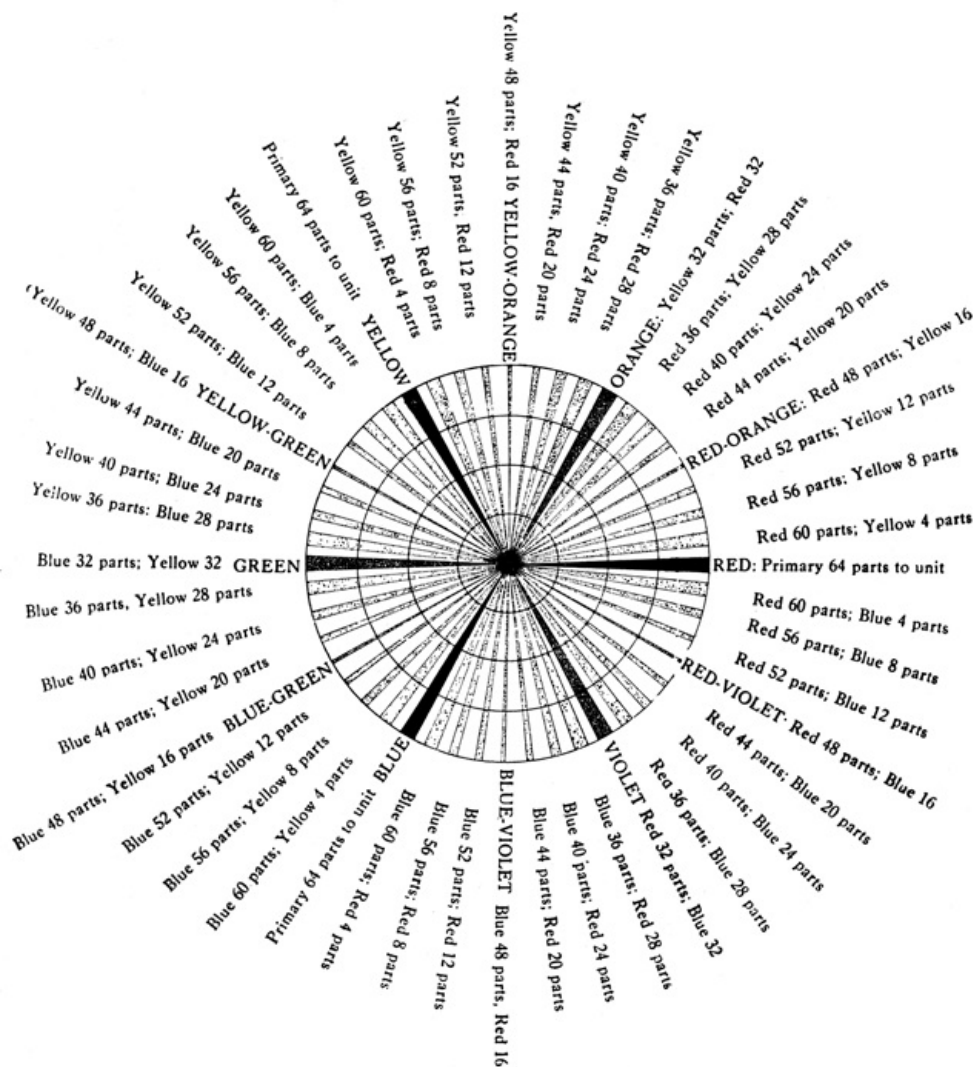 Yellow 48 parts; Red 16 YELLOW-ORANGE
Yellow 44 parts, Red 20 parts
Yellow 40 parts; Red 24 parts
Yellow 36 parts; Red 28 parts
ORANGE: Yellow 32 parts; Red 32
Red 36 parts; Yellow 28 parts
Red 40 parts; Yellow 24 parts
Red 44 parts; Yellow 20 parts
RED-ORANGE: Red 48 parts; Yellow 16
Red 52 parts; Yellow 12 parts
Red 56 parts; Yellow 8 parts
Red 60 parts; Yellow 4 parts
RED: Primary 64 parts to unit
Red 60 parts; Blue 4 parts
Red 56 parts; Blue 8 parts
Red 52 parts; Blue 12 parts
RED-VIOLET· Red 48 parts; Blue 16
Red 44 parts; Blue 20 parts
Red 40 parts; Blue 24 parts
Red 36 parts; Blue 28 parts
VIOLET Red 32 parts; Blue 32
Blue 36 parts; Red 28 parts
Blue 40 parts; Red 24 parts
Blue 44 parts; Red 20 parts
BLUE-VIOLET Blue 48 parts, Red 16
Blue 52 parts; Red 12 parts
Blue 56 parts; Red 8 parts
Blue 60 parts; Red 4 parts
Primary 64 parts to unit BLUE
Blue 60 parts; Yellow 4 parts
Blue 56 parts; Yellow 8 parts
Blue 52 parts; Yellow 12 parts
Blue 48 parts; Yellow 16 parts BLUE-GREEN
Blue 44 parts; Yellow 20 parts
Blue 40 parts; Yellow 24 parts
Blue 36 parts, Yellow 28 parts
Blue 32 parts; Yellow 32 GREEN
Yellow 36 parts: Blue 28 parts
Yellow 40 parts; Blue 24 parts
Yellow 44 parts; Blue 20 parts
(Yellow 48 parts; Blue 16 YELLOW-GREEN
Yellow 52 parts; Blue 12 parts
Yellow 56 parts; Blue 8 parts
Yellow 60 parts; Blue 4 parts
Primary 64 parts to unit YELLOW
Yellow 60 parts; Red 4 parts
Yellow 56 parts; Red 8 parts
Yellow 52 parts, Red 12 parts